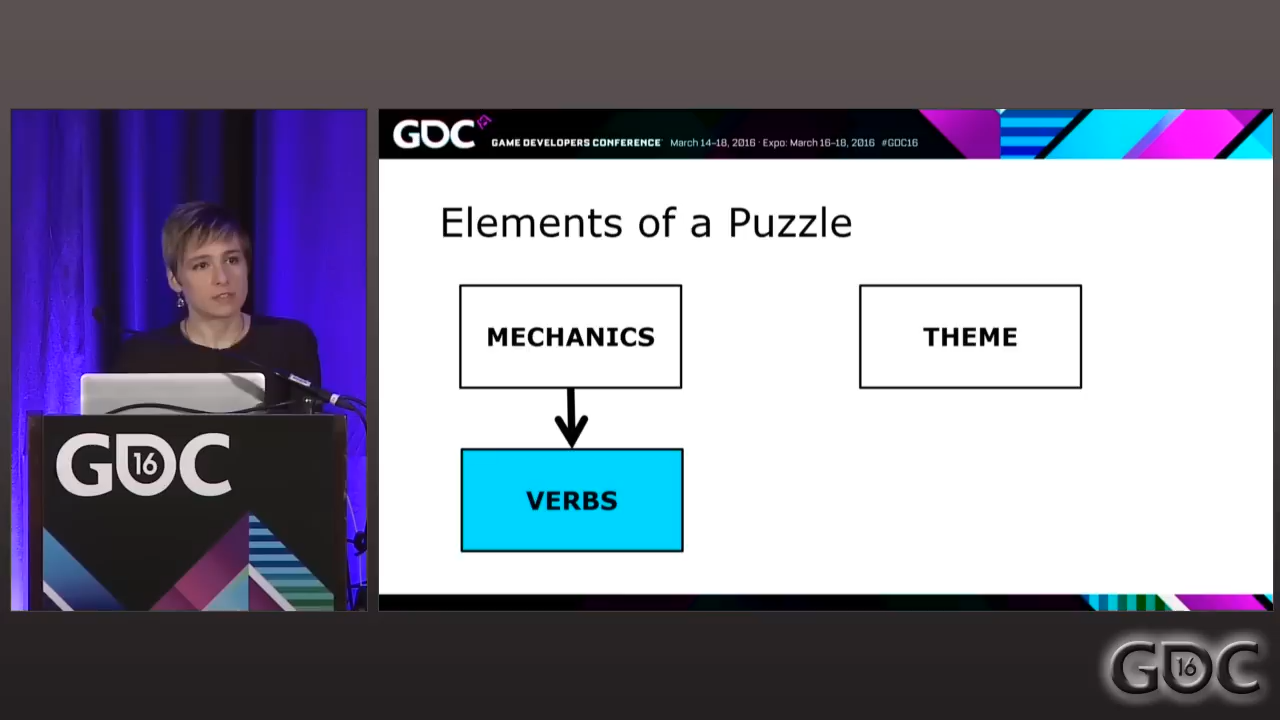 GDC
16
GDC GAME DEVELOPERS CONFERENCE March 14–18, 2016 · Expo: March 16–18, 2016 #GDC16
Elements of a Puzzle
MECHANICS
THEME
VERBS
GDC
16